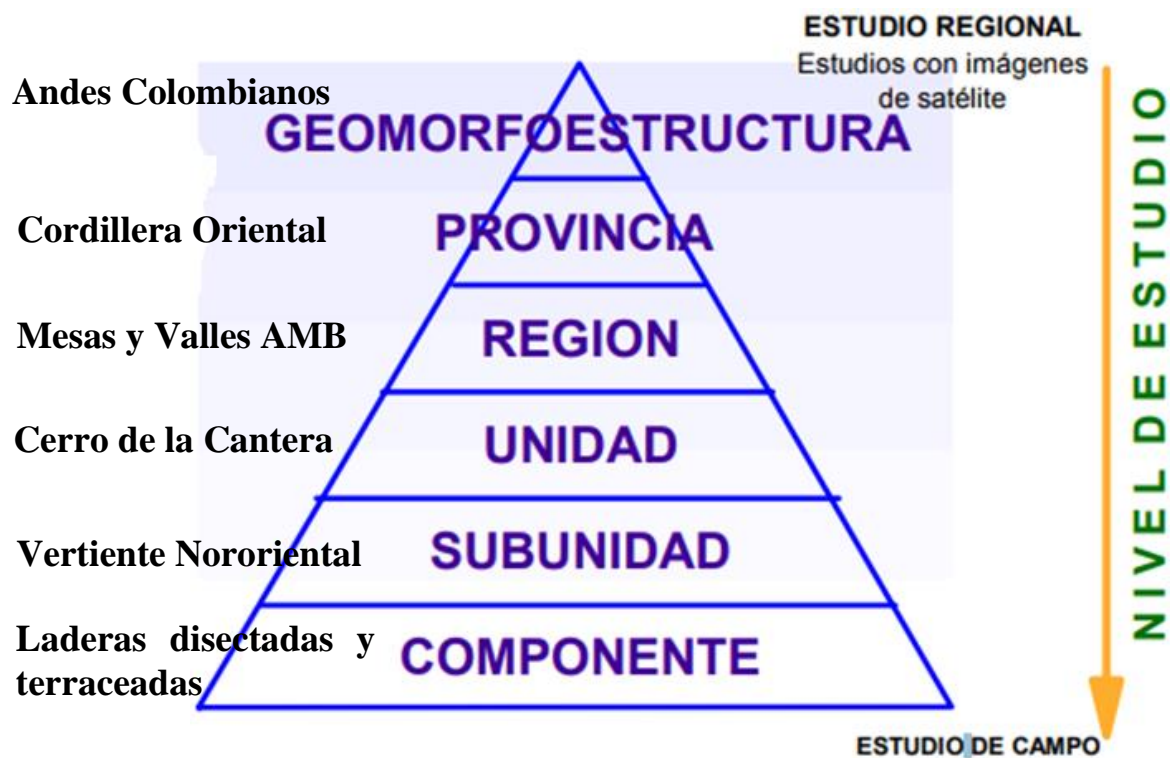 ESTUDIO REGIONAL
Estudios con imágenes
de satélite
Andes Colombianos
GEOMORFOESTRUCTURA
Cordillera Oriental
PROVINCIA
Mesas y Valles AMB
REGION
Cerro de la Cantera
UNIDAD
Vertiente Nororiental
SUBUNIDAD
Laderas disectadas y
terraceadas
COMPONENTE
NIVEL DE ESTUDIO
ESTUDIO DE CAMPO